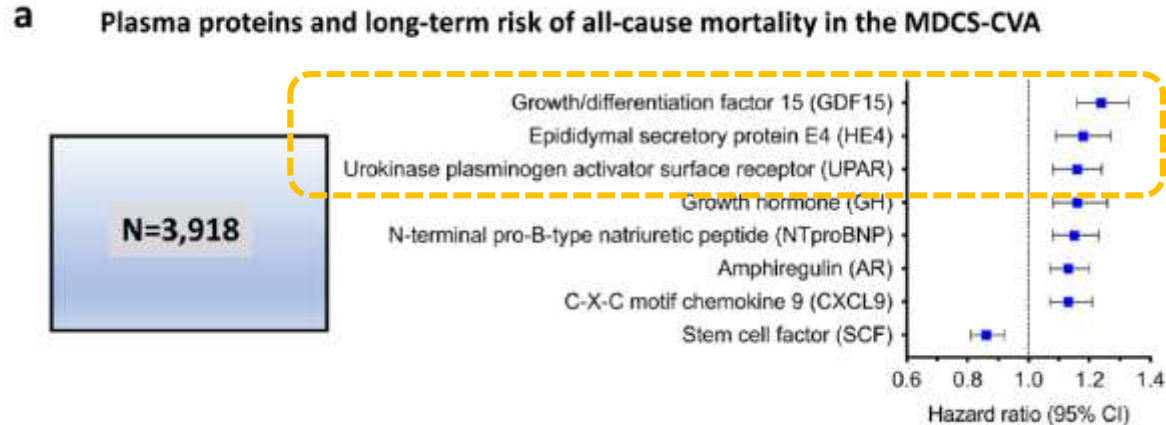 a
Plasma proteins and long-term risk of all-cause mortality in the MDCS-CVA
N=3,918
Growth/differentiation factor 15 (GDF15)
Epididymal secretory protein E4 (HE4)
Urokinase plasminogen activator surface receptor (UPAR)
Growth hormone (GH)
N-terminal pro-B-type natriuretic peptide (NTproBNP)
Amphiregulin (AR)
C-X-C motif chemokine 9 (CXCL9)
Stem cell factor (SCF)
0.6 0.8 1.0 1.2 1.4
Hazard ratio (95% CI)